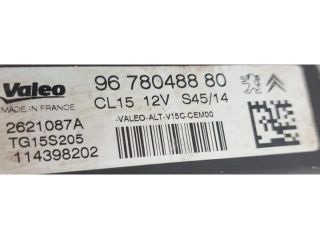 Valeo
MADE IN FRANCE
96 780488 80
CL15 12V S45/14
2621087A
TG15S205
114398202
-VALEO-ALT-V15C-CEM00